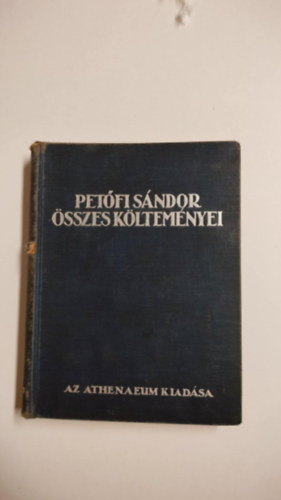 PETŐFI SÁNDOR
ÖSSZES KÖLTEMÉNYEI
AZ ATHENAEUM KIADÁSA